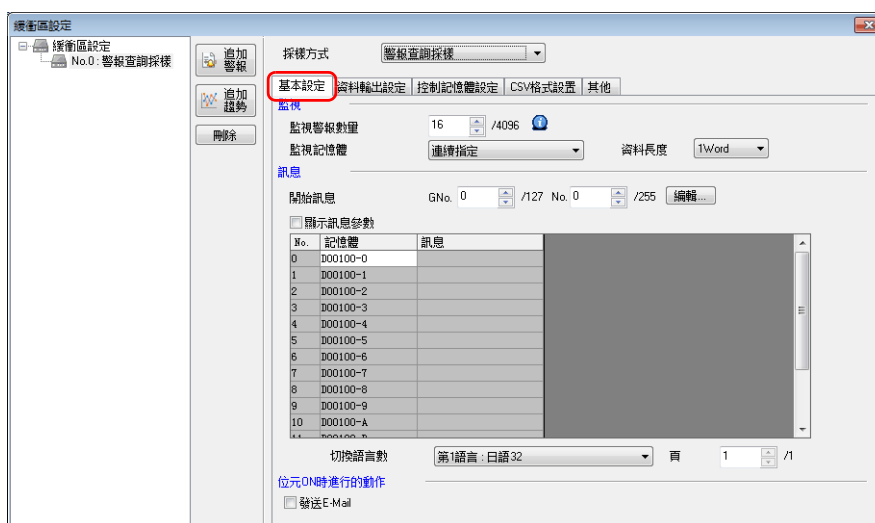 緩衝區設定
緩衝區設定
No.0 : 警報查詢採樣
追加
警報
追加
趨勢
刪除
採樣方式 警報查詢採樣
基本設定 資料輸出設定 控制記憶體設定 CSV格式設置 其他
監視
監視警報數量 16 /4096
監視記憶體 連續指定 資料長度 1Word
訊息
開始訊息 GNo. 0 /127 No. 0 /255 編輯...
顯示訊息參數
No. 記憶體 訊息
0 D00100-0
1 D00100-1
2 D00100-2
3 D00100-3
4 D00100-4
5 D00100-5
6 D00100-6
7 D00100-7
8 D00100-8
9 D00100-9
10 D00100-A
切換語言數 第1語言 : 日語32 頁 1 /1
位元ON時進行的動作
發送E-Mail